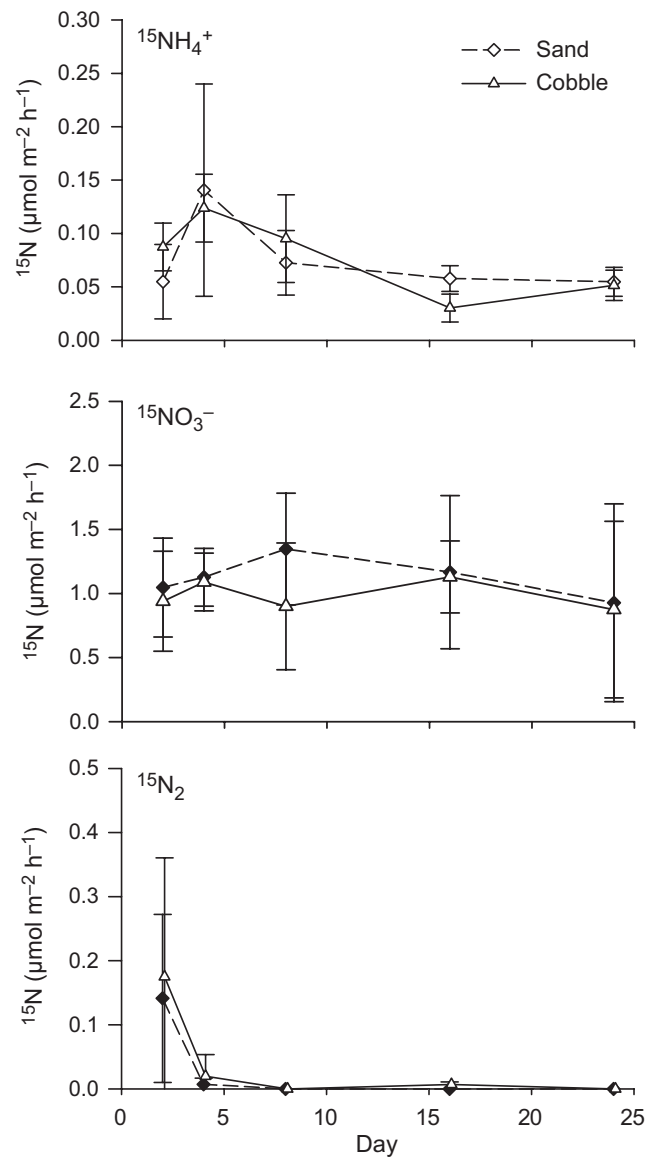 0.30
¹⁵NH₄⁺
Sand
Cobble
0.25
0.20
0.15
0.10
0.05
0.00
¹⁵N (µmol m⁻² h⁻¹)
2.5
¹⁵NO₃⁻
2.0
1.5
1.0
0.5
0.0
¹⁵N (µmol m⁻² h⁻¹)
0.5
¹⁵N₂
0.4
0.3
0.2
0.1
0.0
¹⁵N (µmol m⁻² h⁻¹)
0 5 10 15 20 25
Day